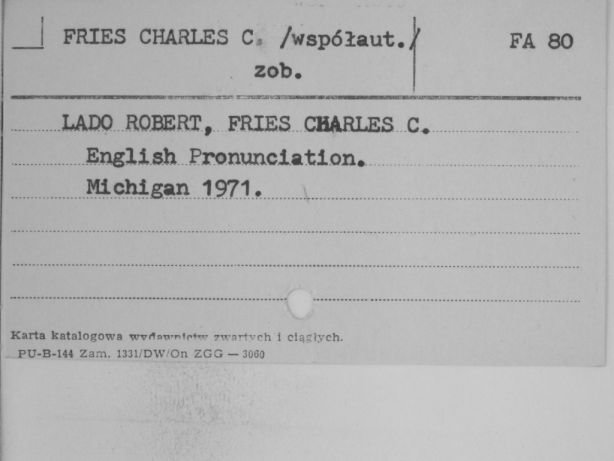 FRIES CHARLES C. /współaut./ FA 80
zob.
LADO ROBERT, FRIES CHARLES C.
English Pronunciation.
Michigan 1971.
Karta katalogowa wydawnictw zwartych i ciągłych.
PU-B-144 Zam. 1331/DW/On ZGG — 3060